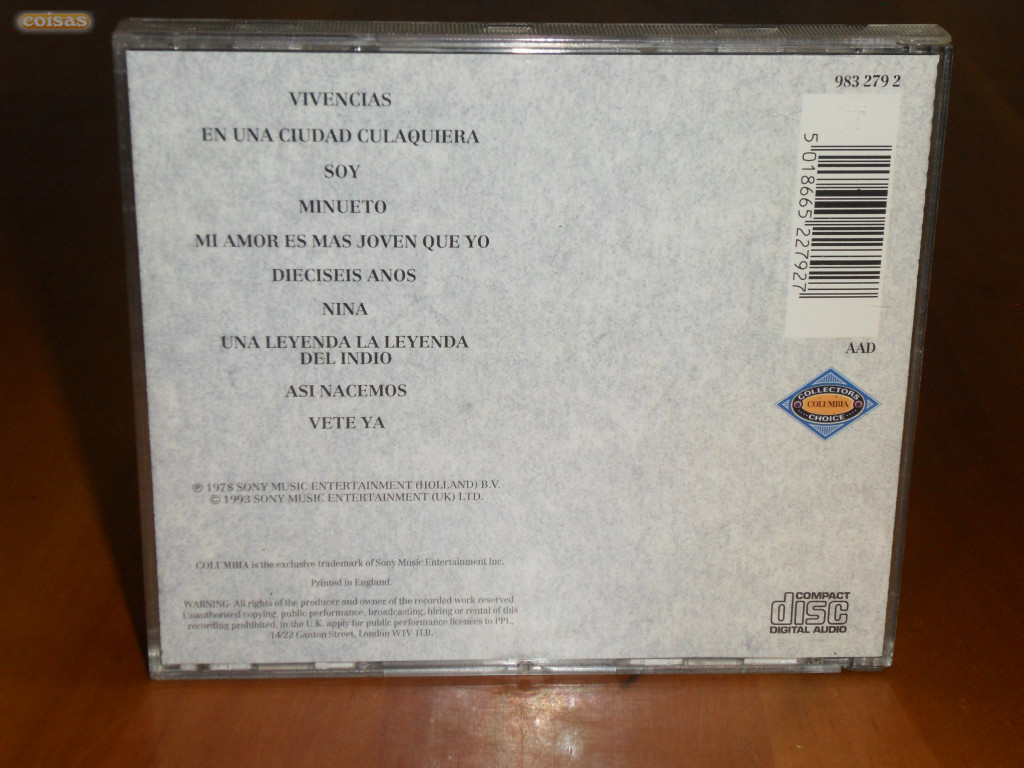 coisas
983 279 2
VIVENCIAS
EN UNA CIUDAD CULAQUIERA
SOY
MINUETO
MI AMOR ES MAS JOVEN QUE YO
DIECISEIS ANOS
NINA
UNA LEYENDA LA LEYENDA
DEL INDIO
ASI NACEMOS
VETE YA
5 018665 227927
AAD
COLLECTORS
COLUMBIA
CHOICE
℗ 1978 SONY MUSIC ENTERTAINMENT (HOLLAND) B.V.
© 1993 SONY MUSIC ENTERTAINMENT (UK) LTD.
COLUMBIA is the exclusive trademark of Sony Music Entertainment Inc.
Printed in England.
WARNING: All rights of the producer and owner of the recorded work reserved.
Unauthorised copying, public performance, broadcasting, hiring or rental of this
recording prohibited. In the U.K. apply for public performance licences to PPL,
14/22 Ganton Street, London W1V 1LB.
COMPACT
disc
DIGITAL AUDIO